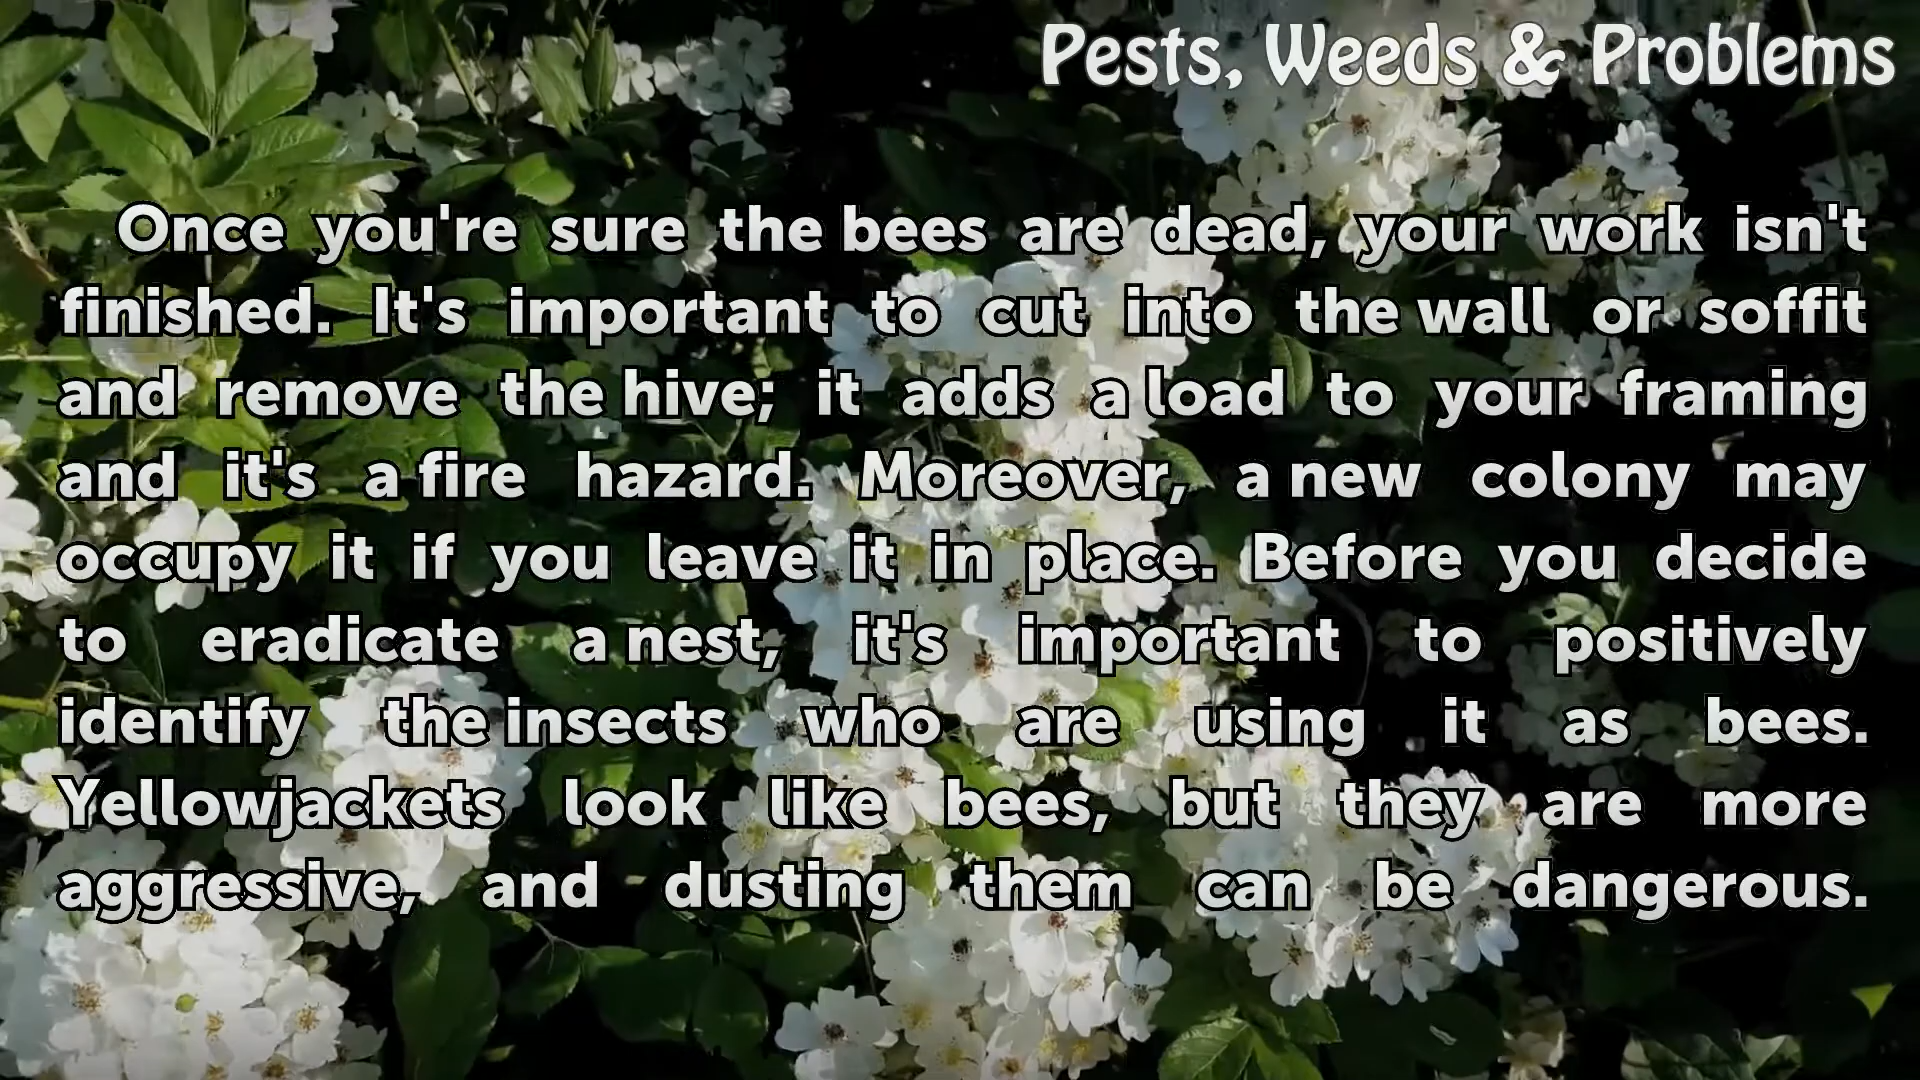 Pests, Weeds & Problems
Once you're sure the bees are dead, your work isn't
finished. It's important to cut into the wall or soffit
and remove the hive; it adds a load to your framing
and it's a fire hazard. Moreover, a new colony may
occupy it if you leave it in place. Before you decide
to eradicate a nest, it's important to positively
identify the insects who are using it as bees.
Yellowjackets look like bees, but they are more
aggressive, and dusting them can be dangerous.